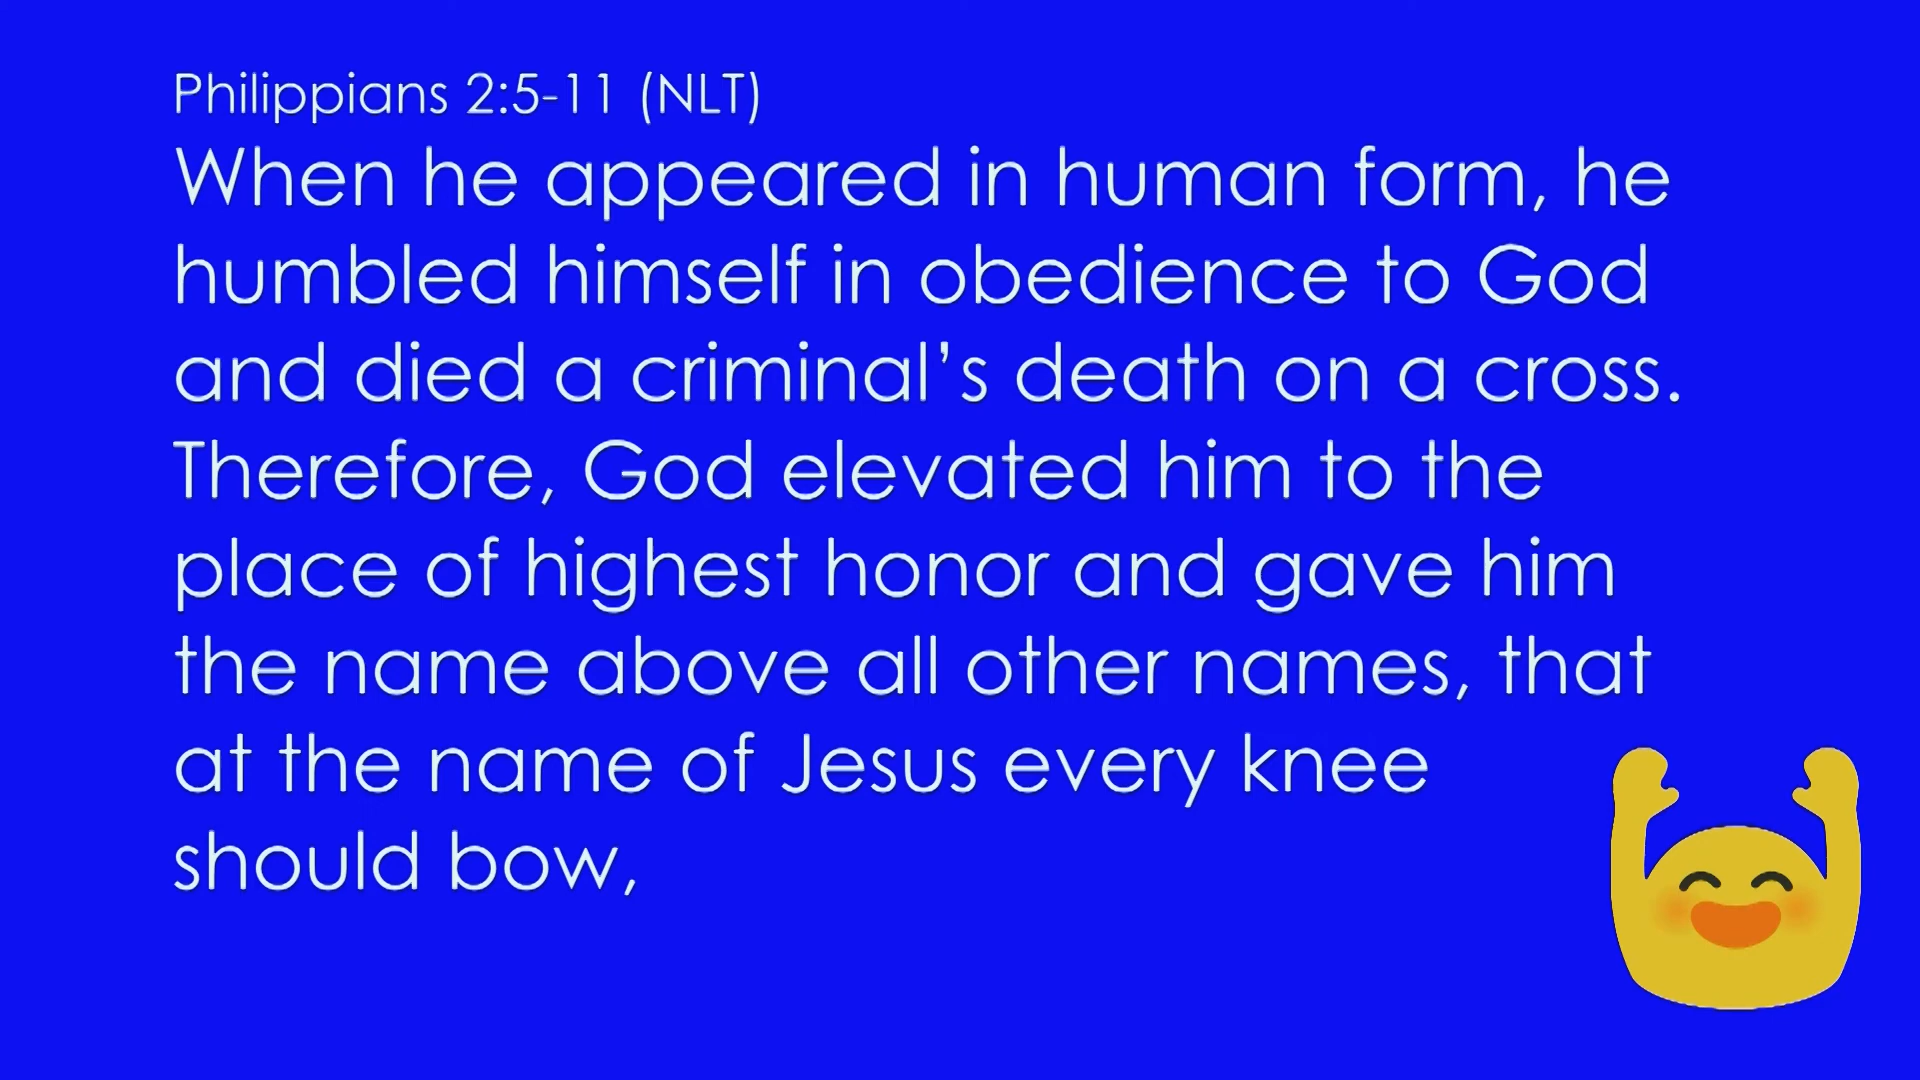 Philippians 2:5-11 (NLT)
When he appeared in human form, he
humbled himself in obedience to God
and died a criminal’s death on a cross.
Therefore, God elevated him to the
place of highest honor and gave him
the name above all other names, that
at the name of Jesus every knee
should bow,